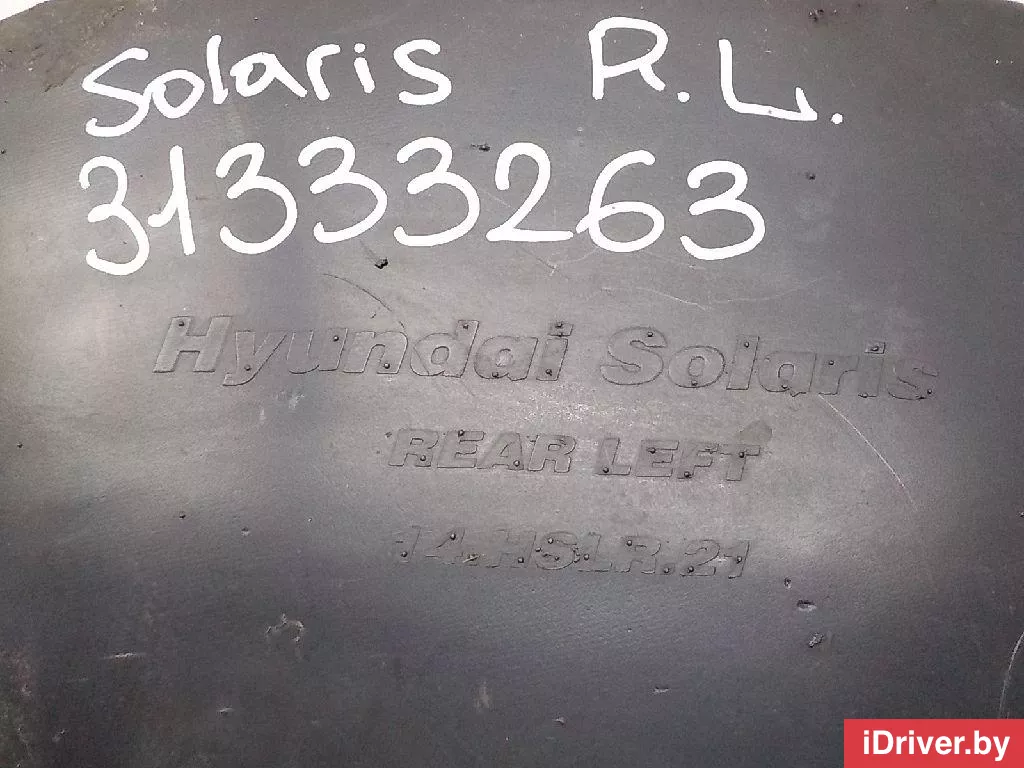 Solaris R.L.
31333263
Hyundai Solaris
REAR LEFT
14.HSLR.21
iDriver.by